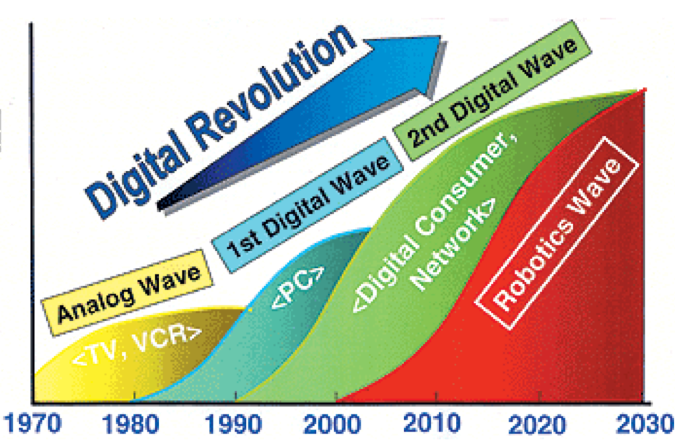 Digital Revolution
2nd Digital Wave
1st Digital Wave
Analog Wave
<TV, VCR>
<PC>
<Digital Consumer,
Network>
Robotics Wave
1970 1980 1990 2000 2010 2020 2030